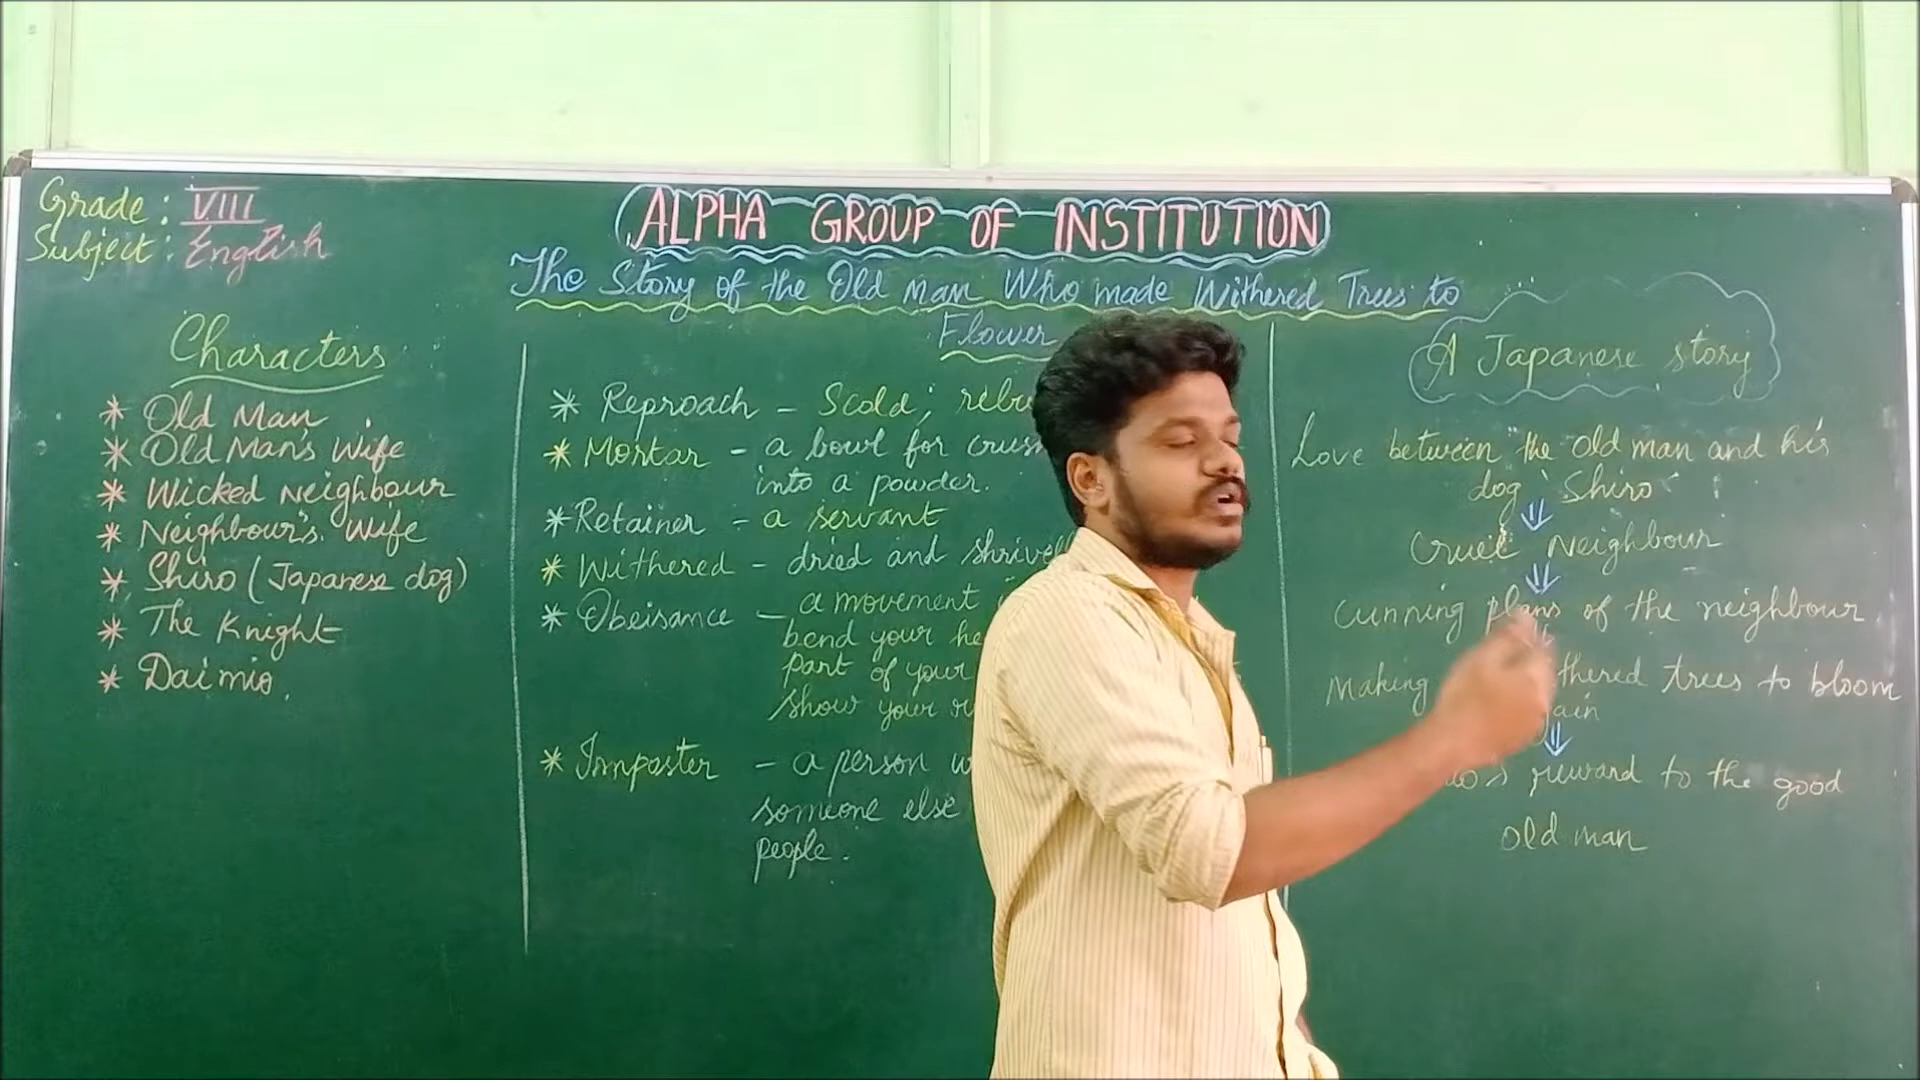 Grade: VIII
Subject: English
ALPHA GROUP OF INSTITUTION
The Story of the Old Man Who made Withered Trees to
Flower
Characters
* Old Man
* Old Man's Wife
* Wicked Neighbour
* Neighbour's Wife
* Shiro (Japanese dog)
* The Knight
* Daimio.
* Reproach - Scold;
* Mortar - a bowl for
into a powder.
* Retainer - a servant
* Withered - dried and
* Obeisance - a movement
bend your
part of your
show your
* Imposter - a person
someone else
people.
A Japanese story
Love between the old man and his
dog Shiro
Cruel Neighbour
Cunning plans of the neighbour.
Making trees to bloom
reward to the good
old man